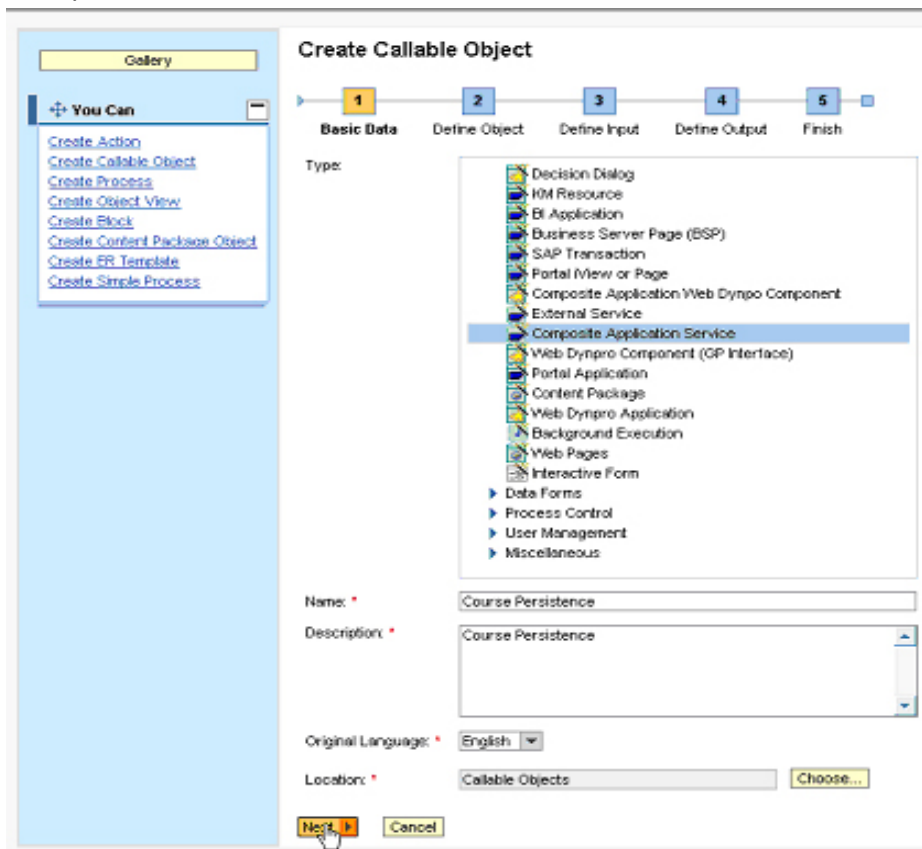 Gallery
You Can
Create Action
Create Callable Object
Create Process
Create Object View
Create Block
Create Content Package Object
Create ER Template
Create Simple Process
Create Callable Object
1 2 3 4 5
Basic Data Define Object Define Input Define Output Finish
Type:
Decision Dialog
KM Resource
BI Application
Business Server Page (BSP)
SAP Transaction
Portal iView or Page
Composite Application Web Dynpo Component
External Service
Composite Application Service
Web Dynpro Component (GP Interface)
Portal Application
Content Package
Web Dynpro Application
Background Execution
Web Pages
Interactive Form
Data Forms
Process Control
User Management
Miscellaneous
Name: * Course Persistence
Description: * Course Persistence
Original Language: * English
Location: * Callable Objects Choose...
Next Cancel